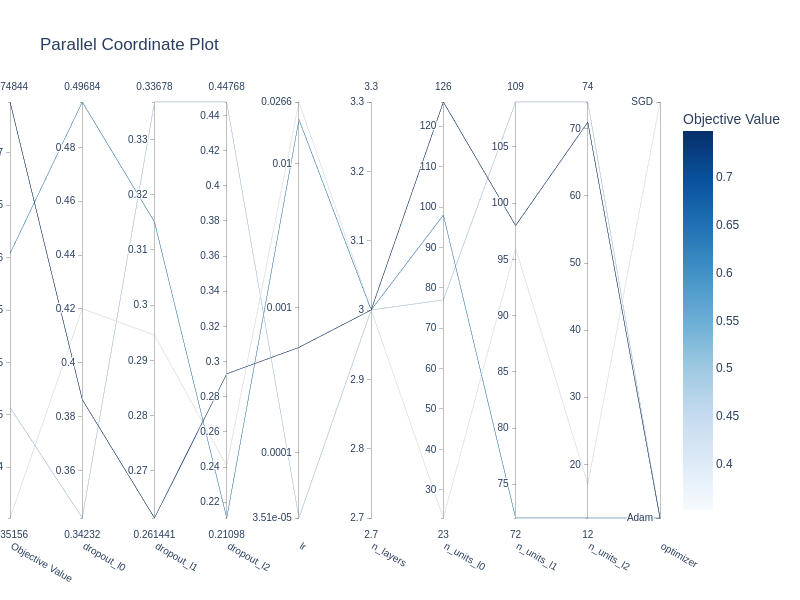 Parallel Coordinate Plot
74844 0.49684 0.33678 0.44768 3.3 126 109 74
0.0266 3.3 SGD
Objective Value
0.44 120 70
0.48 0.33 0.42 110 105 0.7
0.01 3.2
0.32 0.4
0.46 0.38 100 100 60 0.65
0.31 0.36 3.1
0.44 90 95 50 0.6
0.34
0.42 0.3 0.001 3 80 0.55
0.32 70 90 40
0.4 0.29 0.3 2.9 60 85 0.5
0.28 30
0.38 0.28 0.26 50 80 0.45
0.0001 2.8 40
0.36 0.27 0.24 20 0.4
0.22 30 75
3.51e-05 2.7 Adam
35156 0.34232 0.261441 0.21098 2.7 23 72 12
Objective Value dropout_l0 dropout_l1 dropout_l2 lr n_layers n_units_l0 n_units_l1 n_units_l2 optimizer